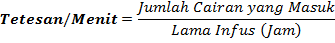 Tetesan/Menit = Jumlah Cairan yang Masuk
Lama Infus (Jam)